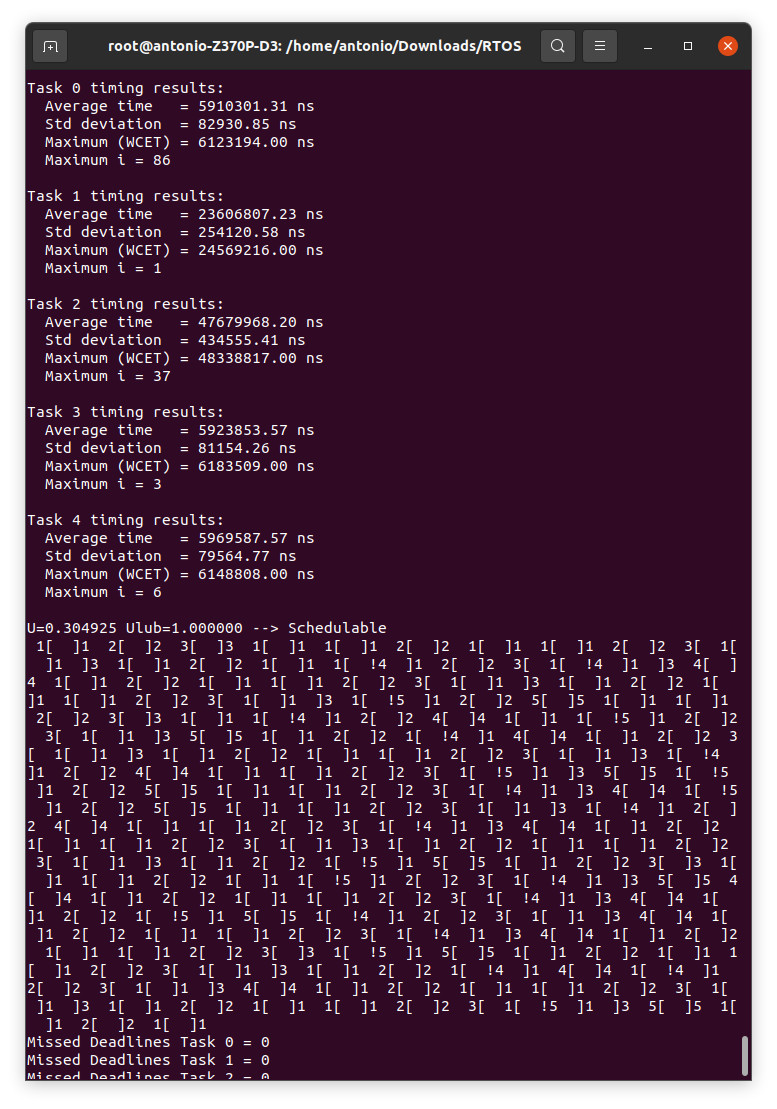 root@antonio-Z370P-D3: /home/antonio/Downloads/RTOS
Task 0 timing results:
  Average time   = 5910301.31 ns
  Std deviation  = 82930.85 ns
  Maximum (WCET) = 6123194.00 ns
  Maximum i = 86
Task 1 timing results:
  Average time   = 23606807.23 ns
  Std deviation  = 254120.58 ns
  Maximum (WCET) = 24569216.00 ns
  Maximum i = 1
Task 2 timing results:
  Average time   = 47679968.20 ns
  Std deviation  = 434555.41 ns
  Maximum (WCET) = 48338817.00 ns
  Maximum i = 37
Task 3 timing results:
  Average time   = 5923853.57 ns
  Std deviation  = 81154.26 ns
  Maximum (WCET) = 6183509.00 ns
  Maximum i = 3
Task 4 timing results:
  Average time   = 5969587.57 ns
  Std deviation  = 79564.77 ns
  Maximum (WCET) = 6148808.00 ns
  Maximum i = 6
U=0.304925 Ulub=1.000000 --> Schedulable
 1[  ]1  2[  ]2  3[  ]3  1[  ]1  1[  ]1  2[  ]2  1[  ]1  1[  ]1  2[  ]2  3[  1[
  ]1  ]3  1[  ]1  2[  ]2  1[  ]1  1[  !4  ]1  2[  ]2  3[  1[  !4  ]1  ]3  4[  ]
4  1[  ]1  2[  ]2  1[  ]1  1[  ]1  2[  ]2  3[  1[  ]1  ]3  1[  ]1  2[  ]2  1[
]1  1[  ]1  2[  ]2  3[  1[  ]1  ]3  1[  !5  ]1  2[  ]2  5[  ]5  1[  ]1  1[  ]1
 2[  ]2  3[  ]3  1[  ]1  1[  !4  ]1  2[  ]2  4[  ]4  1[  ]1  1[  !5  ]1  2[  ]2
  3[  1[  ]1  ]3  5[  ]5  1[  ]1  2[  ]2  1[  !4  ]1  4[  ]4  1[  ]1  2[  ]2  3
[  1[  ]1  ]3  1[  ]1  2[  ]2  1[  ]1  1[  ]1  2[  ]2  3[  1[  ]1  ]3  1[  !4
]1  2[  ]2  4[  ]4  1[  ]1  1[  ]1  2[  ]2  3[  1[  !5  ]1  ]3  5[  ]5  1[  !5
 ]1  2[  ]2  5[  ]5  1[  ]1  1[  ]1  2[  ]2  3[  1[  !4  ]1  ]3  4[  ]4  1[  !5
  ]1  2[  ]2  5[  ]5  1[  ]1  1[  ]1  2[  ]2  3[  1[  ]1  ]3  1[  !4  ]1  2[  ]
2  4[  ]4  1[  ]1  1[  ]1  2[  ]2  3[  1[  !4  ]1  ]3  4[  ]4  1[  ]1  2[  ]2
1[  ]1  1[  ]1  2[  ]2  3[  1[  ]1  ]3  1[  ]1  2[  ]2  1[  ]1  1[  ]1  2[  ]2
 3[  1[  ]1  ]3  1[  ]1  2[  ]2  1[  !5  ]1  5[  ]5  1[  ]1  2[  ]2  3[  ]3  1[
  ]1  1[  ]1  2[  ]2  1[  ]1  1[  !5  ]1  2[  ]2  3[  1[  !4  ]1  ]3  5[  ]5  4
[  ]4  1[  ]1  2[  ]2  1[  ]1  1[  ]1  2[  ]2  3[  1[  !4  ]1  ]3  4[  ]4  1[
]1  2[  ]2  1[  !5  ]1  5[  ]5  1[  !4  ]1  2[  ]2  3[  1[  ]1  ]3  4[  ]4  1[
 ]1  2[  ]2  1[  ]1  1[  ]1  2[  ]2  3[  1[  !4  ]1  ]3  4[  ]4  1[  ]1  2[  ]2
  1[  ]1  1[  ]1  2[  ]2  3[  ]3  1[  !5  ]1  5[  ]5  1[  ]1  2[  ]2  1[  ]1  1
[  ]1  2[  ]2  3[  1[  ]1  ]3  1[  ]1  2[  ]2  1[  !4  ]1  4[  ]4  1[  !4  ]1
2[  ]2  3[  1[  ]1  ]3  4[  ]4  1[  ]1  2[  ]2  1[  ]1  1[  ]1  2[  ]2  3[  1[
 ]1  ]3  1[  ]1  2[  ]2  1[  ]1  1[  ]1  2[  ]2  3[  1[  !5  ]1  ]3  5[  ]5  1[
  ]1  2[  ]2  1[  ]1
Missed Deadlines Task 0 = 0
Missed Deadlines Task 1 = 0
Missed Deadlines Task 2 = 0